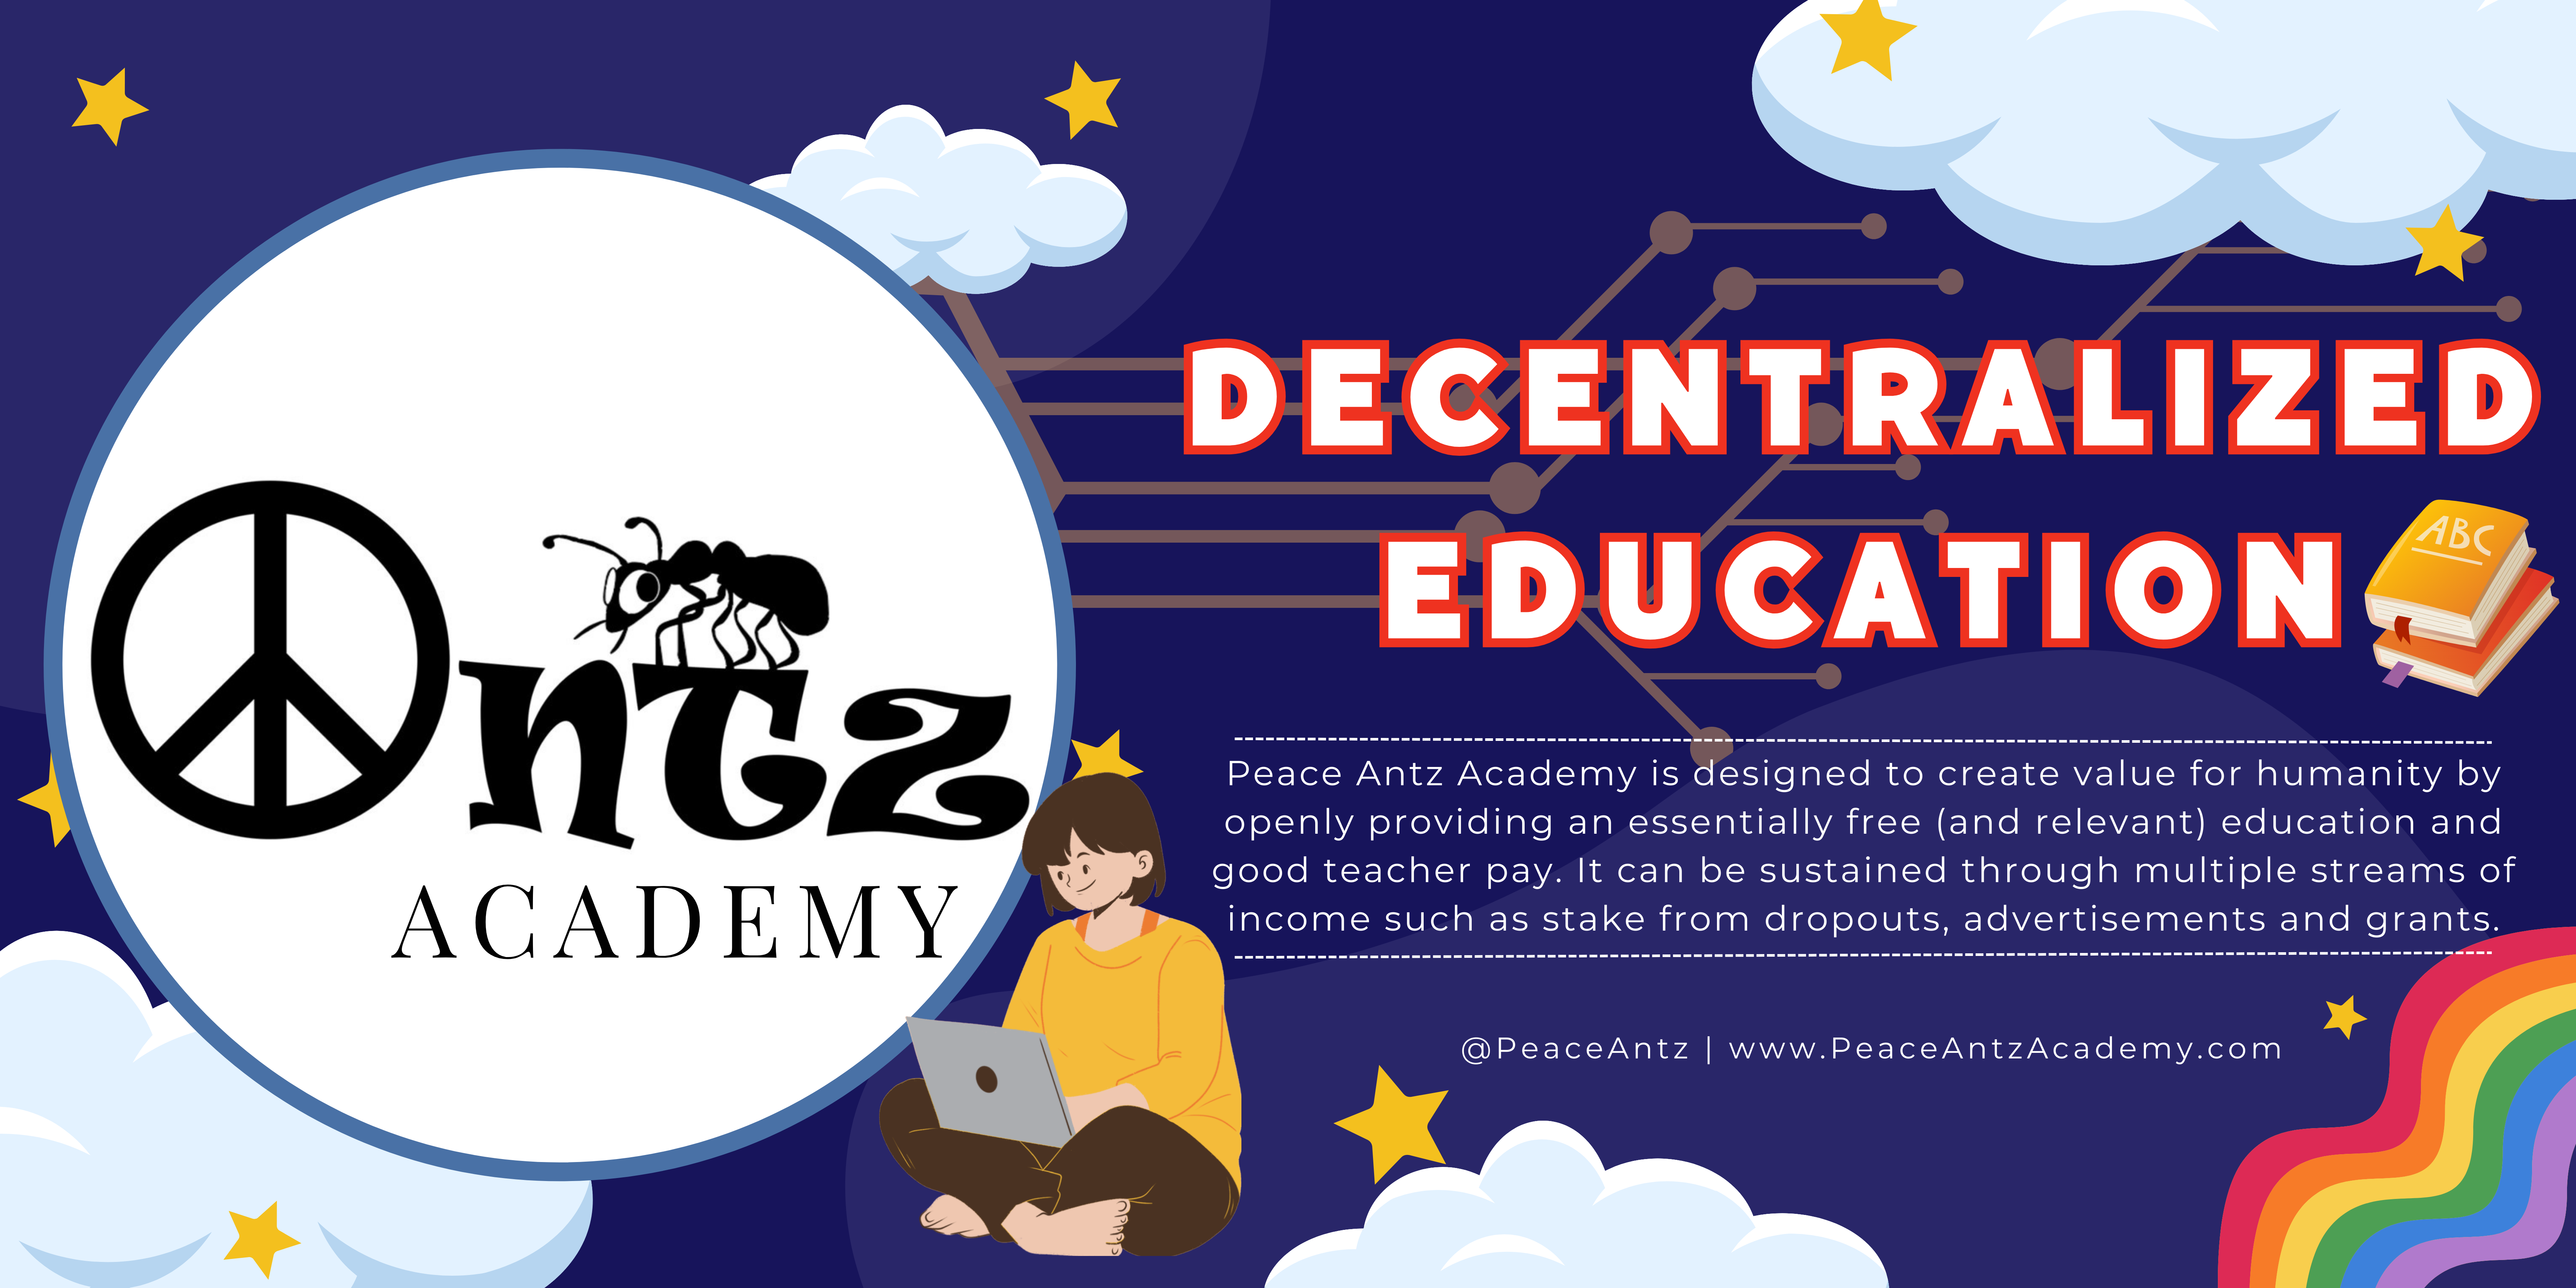 ntz
ACADEMY
DECENTRALIZED
EDUCATION
ABC
Peace Antz Academy is designed to create value for humanity by
openly providing an essentially free (and relevant) education and
good teacher pay. It can be sustained through multiple streams of
income such as stake from dropouts, advertisements and grants.
@PeaceAntz | www.PeaceAntzAcademy.com